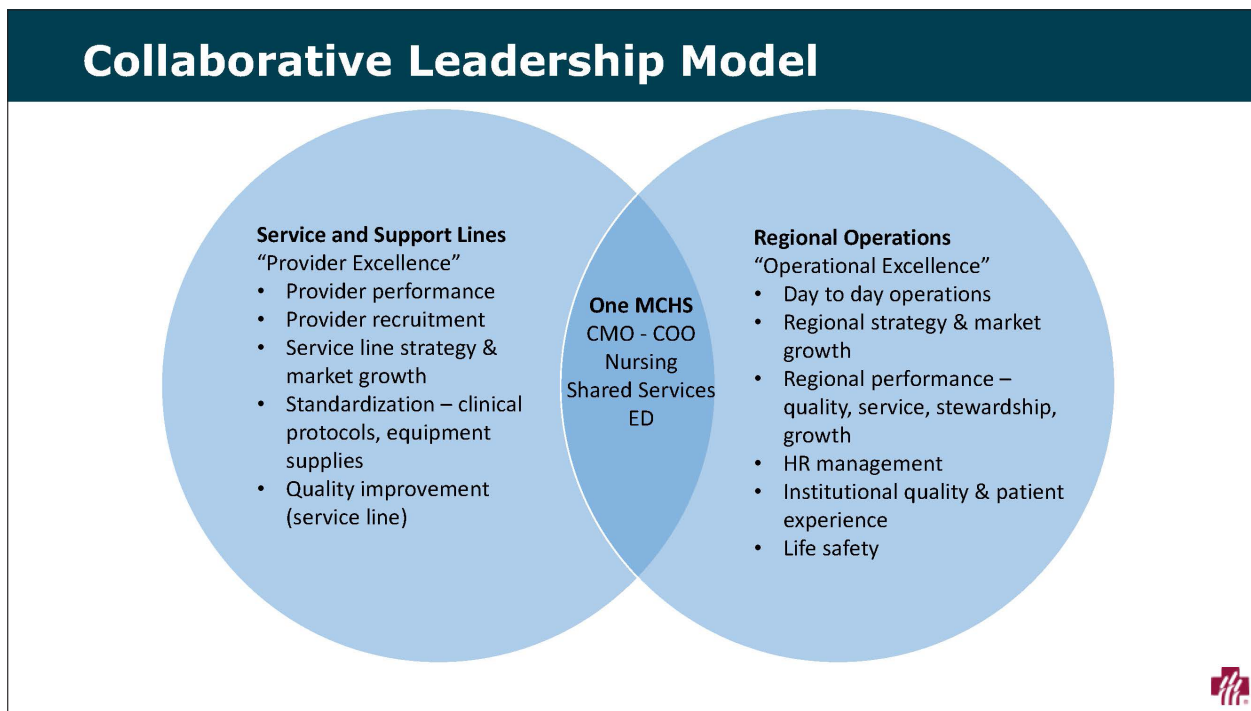 Collaborative Leadership Model
Service and Support Lines
“Provider Excellence”
• Provider performance
• Provider recruitment
• Service line strategy &
market growth
• Standardization – clinical
protocols, equipment
supplies
• Quality improvement
(service line)
One MCHS
CMO - COO
Nursing
Shared Services
ED
Regional Operations
“Operational Excellence”
• Day to day operations
• Regional strategy & market
growth
• Regional performance –
quality, service, stewardship,
growth
• HR management
• Institutional quality & patient
experience
• Life safety
®